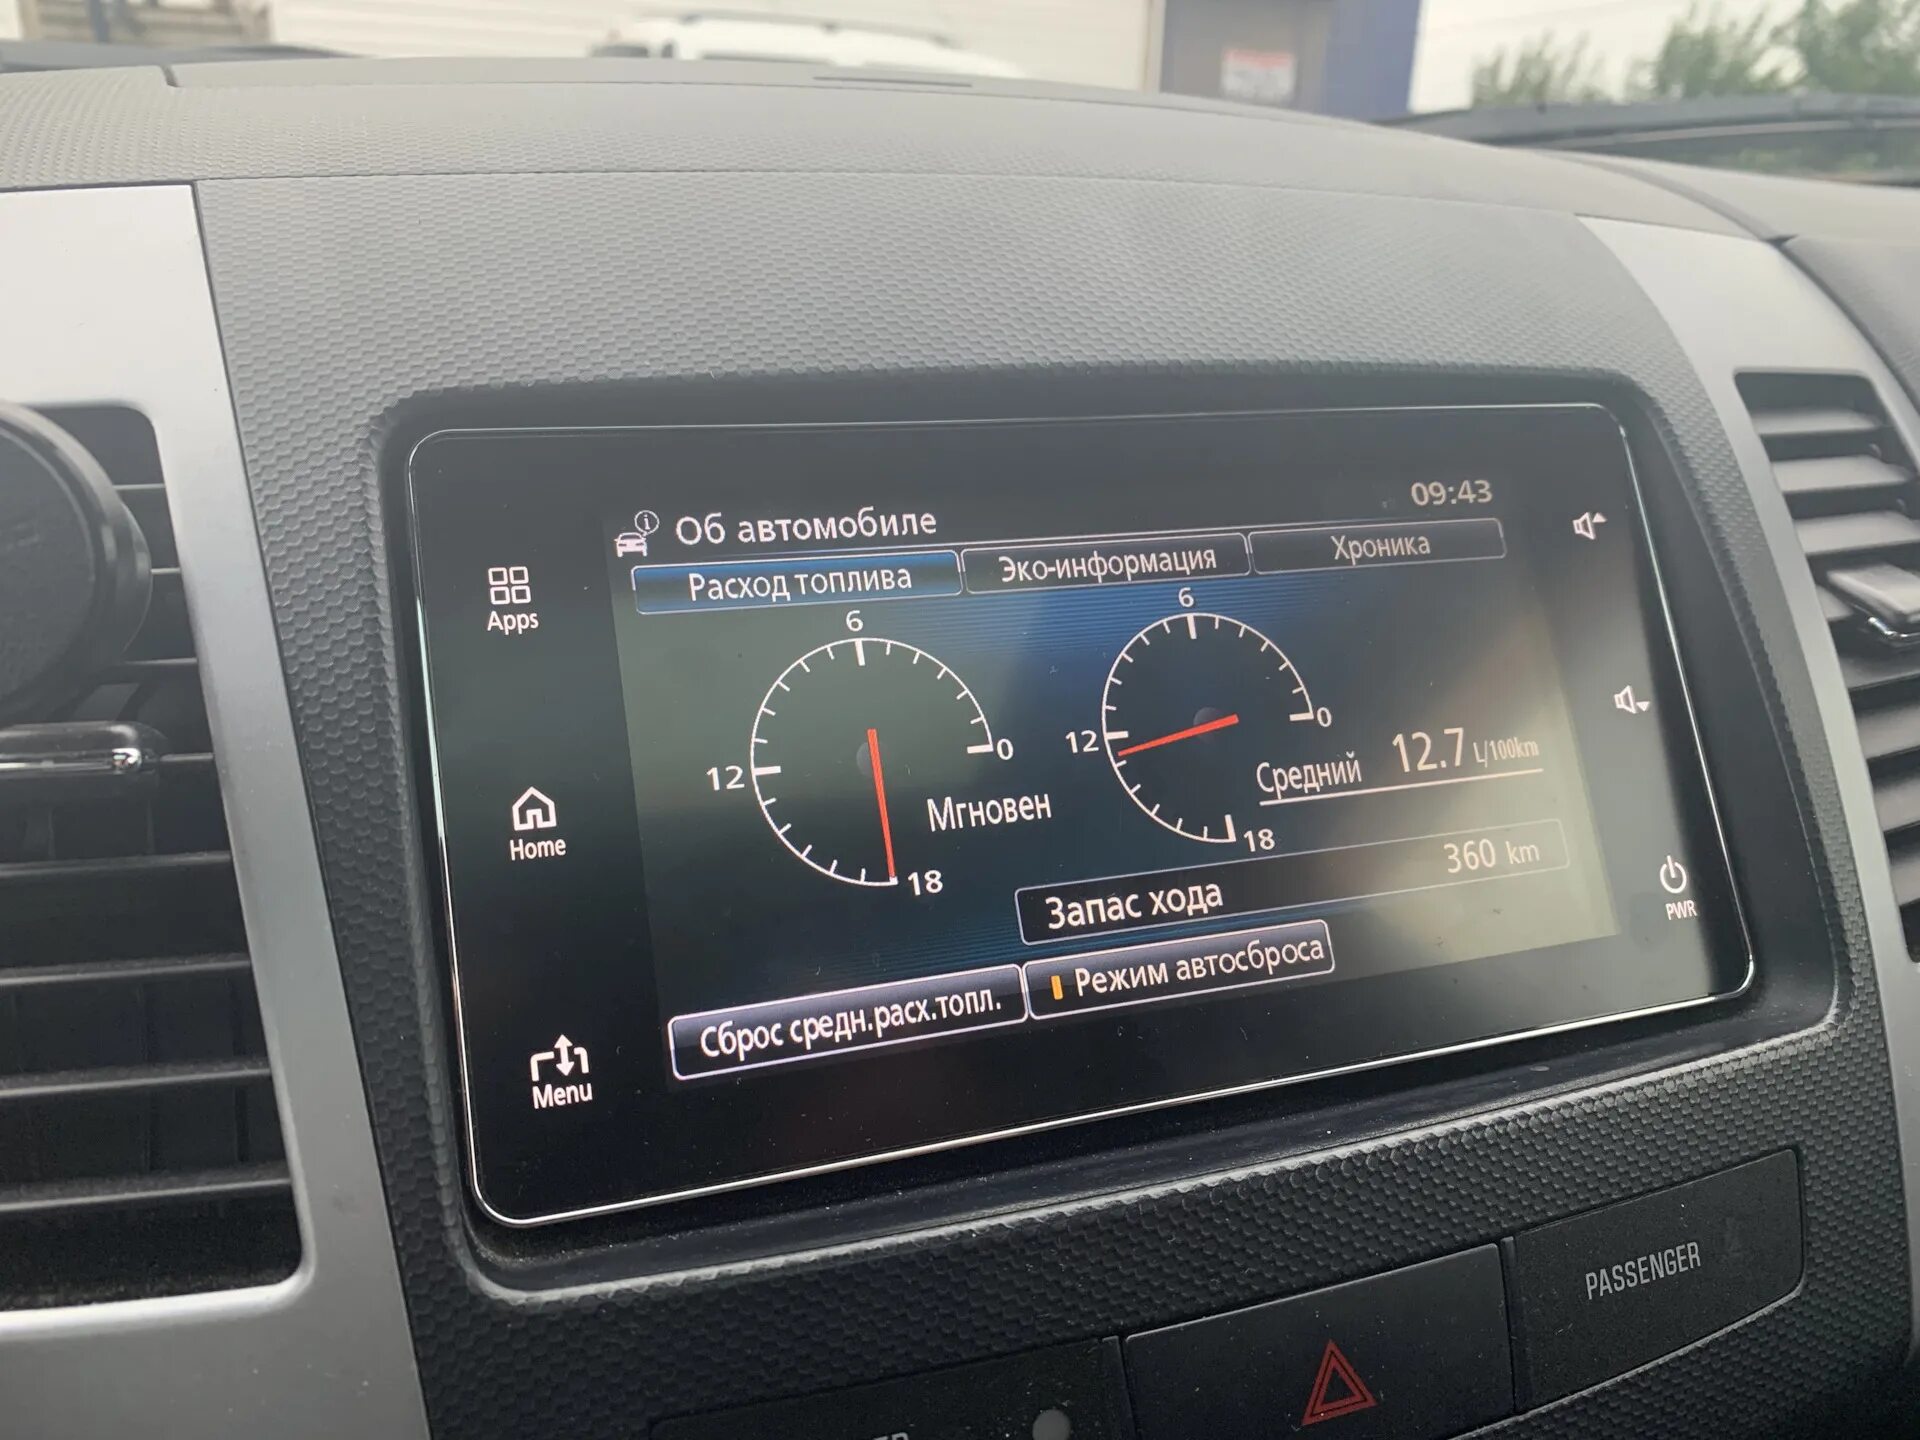 09:43
Об автомобиле
Расход топлива Эко-информация Хроника
Apps
6
12
0
18
Мгновен
6
12
0
18
Средний 12.7 L/100km
Запас хода 360 km
Home
Сброс средн.расх.топл. Режим автосброса
PWR
Menu
PASSENGER